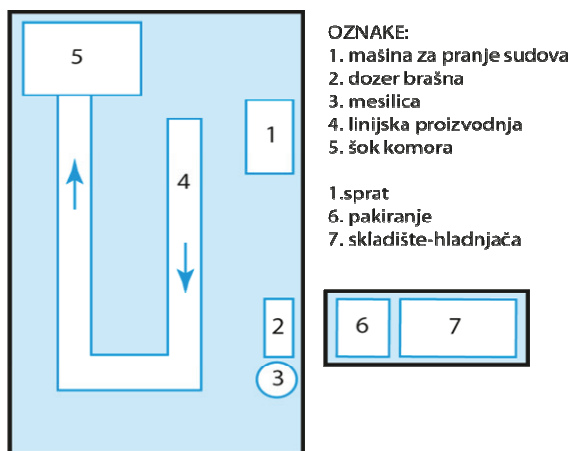 5
1
4
2
3
OZNAKE:
1. mašina za pranje sudova
2. dozer brašna
3. mesilica
4. linijska proizvodnja
5. šok komora
1.sprat
6. pakiranje
7. skladište-hladnjača
6
7